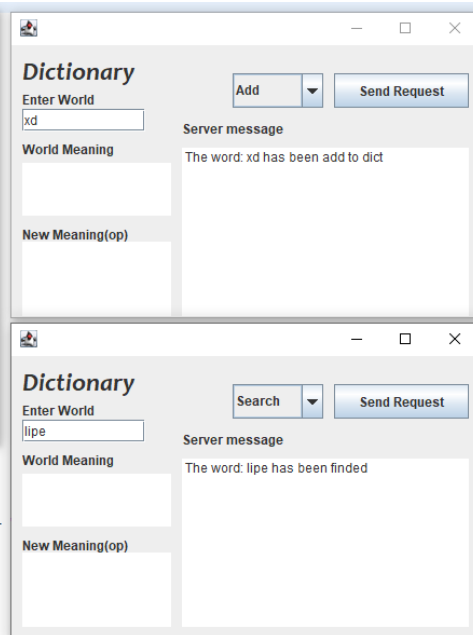 Dictionary
Add
Send Request
Enter World
xd
Server message
World Meaning
The word: xd has been add to dict
New Meaning(op)
Dictionary
Search
Send Request
Enter World
lipe
Server message
World Meaning
The word: lipe has been finded
New Meaning(op)